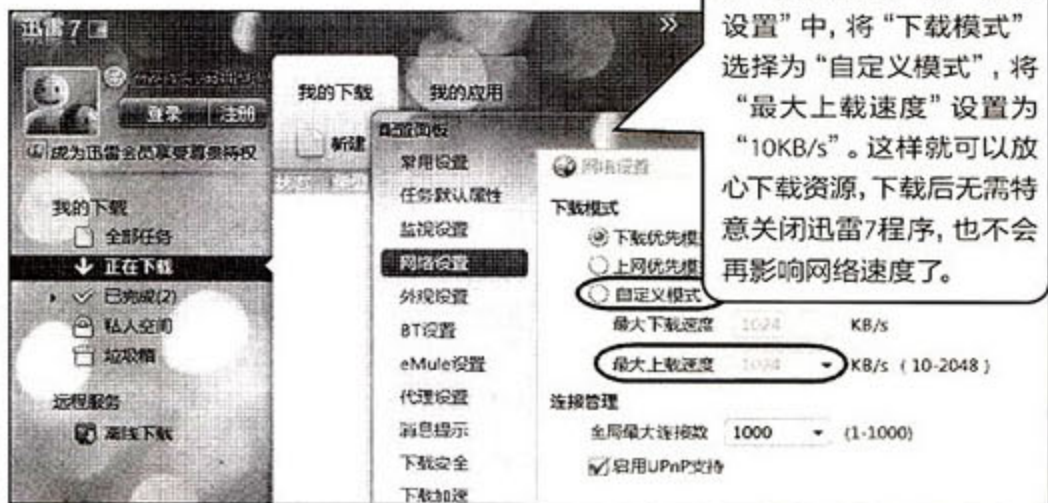 迅雷 7
登录 注册
成为迅雷会员享受尊贵特权
我的下载
全部任务
正在下载
已完成(2)
私人空间
垃圾箱
远程服务
离线下载
我的下载 我的应用
新建
配置面板
常用设置
任务默认属性
监视设置
网络设置
外观设置
BT设置
eMule设置
代理设置
消息提示
下载安全
下载加速
网络设置
下载模式
下载优先模
上网优先模
自定义模式
最大下载速度 1024 KB/s
最大上载速度 1024 KB/s (10-2048)
连接管理
全局最大连接数 1000 (1-1000)
启用UPnP支持
设置”中, 将“下载模式”
选择为“自定义模式”, 将
“最大上载速度”设置为
“10KB/s”。这样就可以放
心下载资源, 下载后无需特
意关闭迅雷7程序, 也不会
再影响网络速度了。